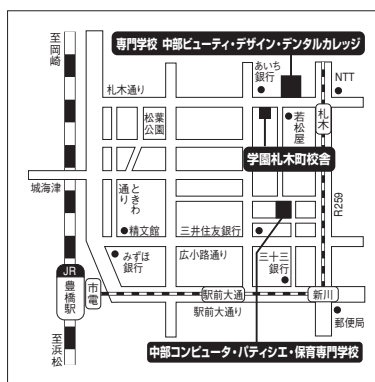 専門学校 中部ビューティ・デザイン・デンタルカレッジ
至岡崎
あいち
銀行
NTT
札木通り
松葉
公園
若松屋
札木
学園札木町校舎
城海津
ときわ
通り
R259
精文館
三井住友銀行
みずほ
銀行
広小路通り
三十三
銀行
JR
豊橋駅
市電
駅前大通
新川
駅前大通り
郵便局
至浜松
中部コンピュータ・パティシエ・保育専門学校